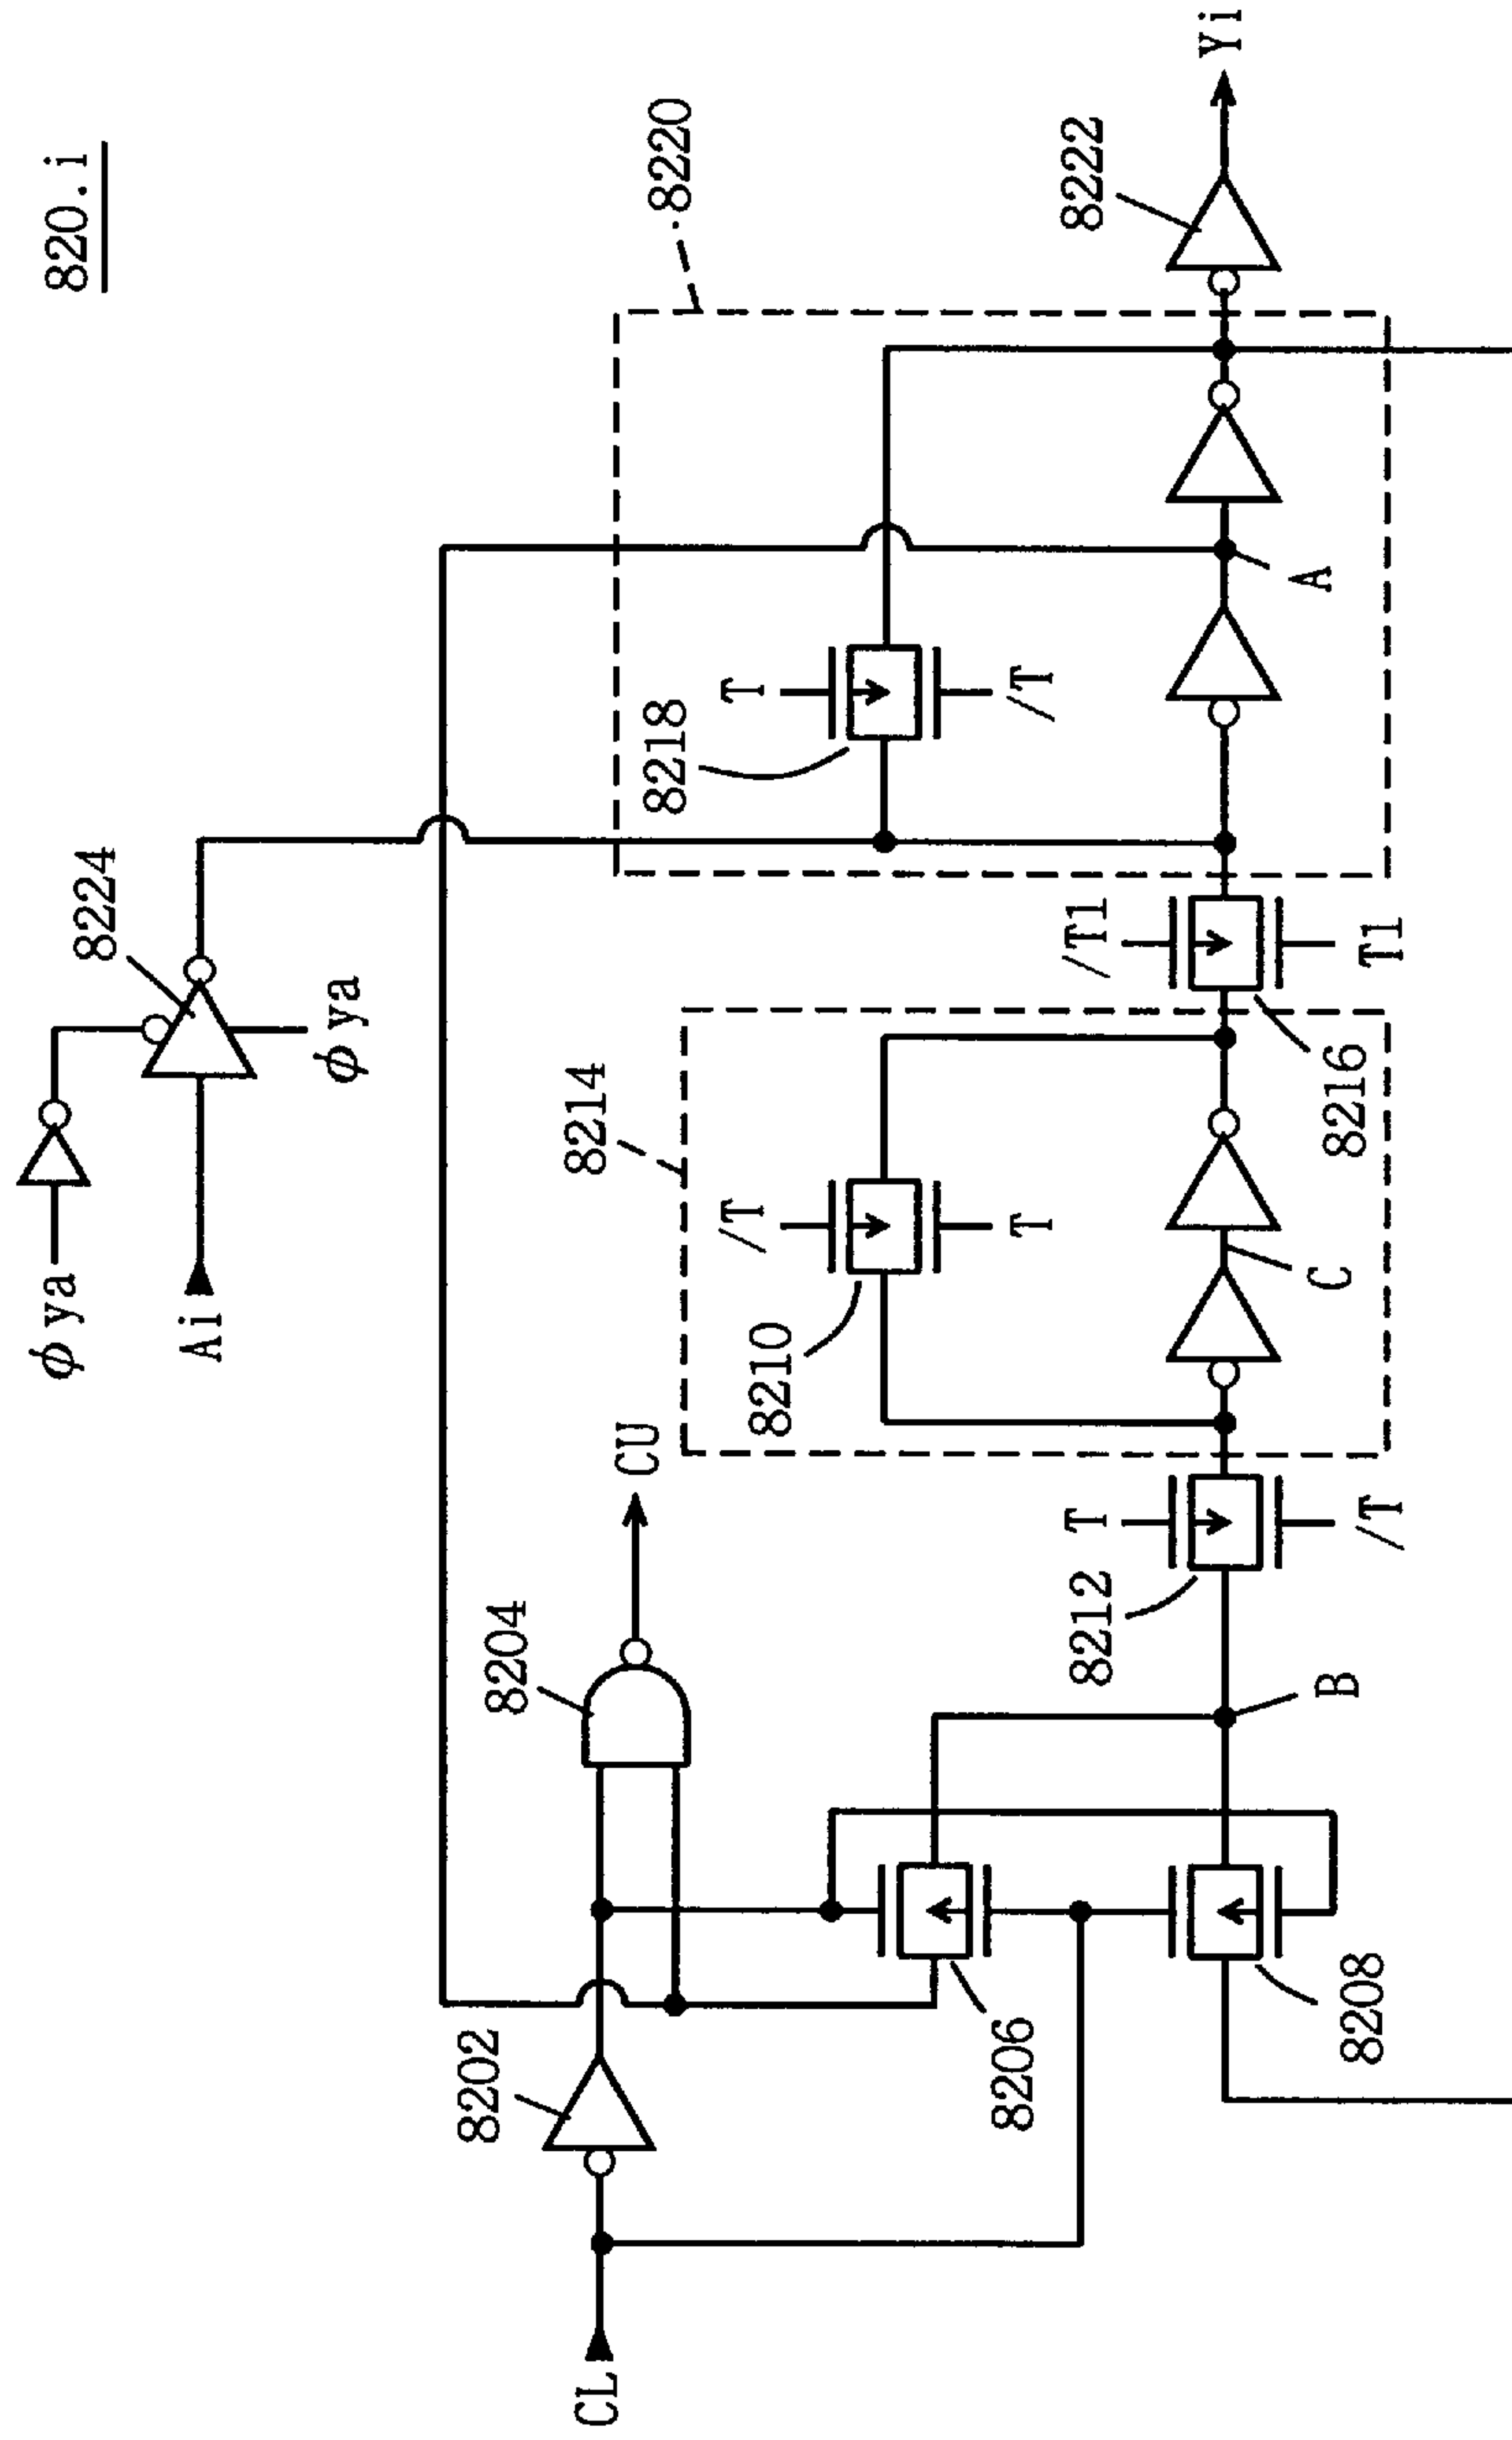 820.i
φya
Ai
8224
φya
CL
8202
8204
CU
8206
8208
B
8212
T
/T
8214
8210
/T
T
C
8216
/T1
T1
8220
8218
T
/T
A
8222
Yi